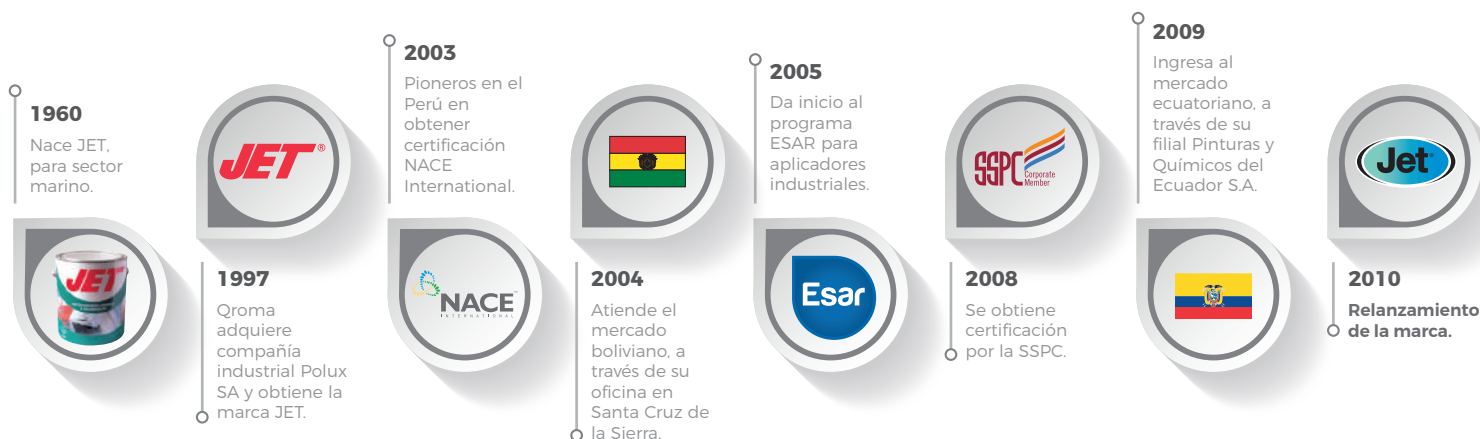 1960
Nace JET,
para sector
marino.
JET
JET®
1997
Qroma
adquiere
compañía
industrial Polux
SA y obtiene la
marca JET.
2003
Pioneros en el
Perú en
obtener
certificación
NACE
International.
NACE
INTERNATIONAL
2004
Atiende el
mercado
boliviano, a
través de su
oficina en
Santa Cruz de
la Sierra.
2005
Da inicio al
programa
ESAR para
aplicadores
industriales.
Esar
SSPC
Corporate
Member
2008
Se obtiene
certificación
por la SSPC.
2009
Ingresa al
mercado
ecuatoriano, a
través de su
filial Pinturas y
Químicos del
Ecuador S.A.
Jet
2010
Relanzamiento
de la marca.